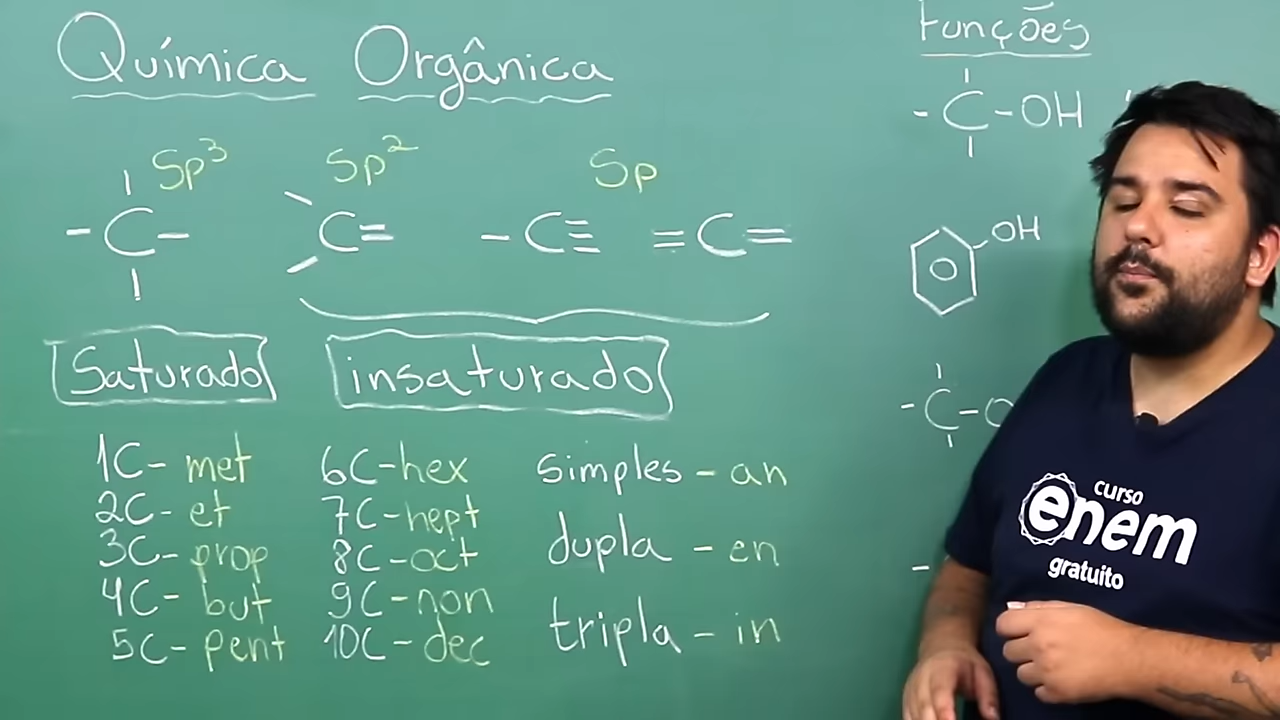 Química Orgânica
Sp³ Sp² Sp
-C- C= -C≡ =C=
Saturado insaturado
1C- met
2C- et
3C- prop
4C- but
5C- pent
6C-hex
7C-hept
8C-oct
9C-non
10C-dec
simples - an
dupla - en
tripla - in
Funções
-C-OH
OH
-C-O
curso
enem
gratuito